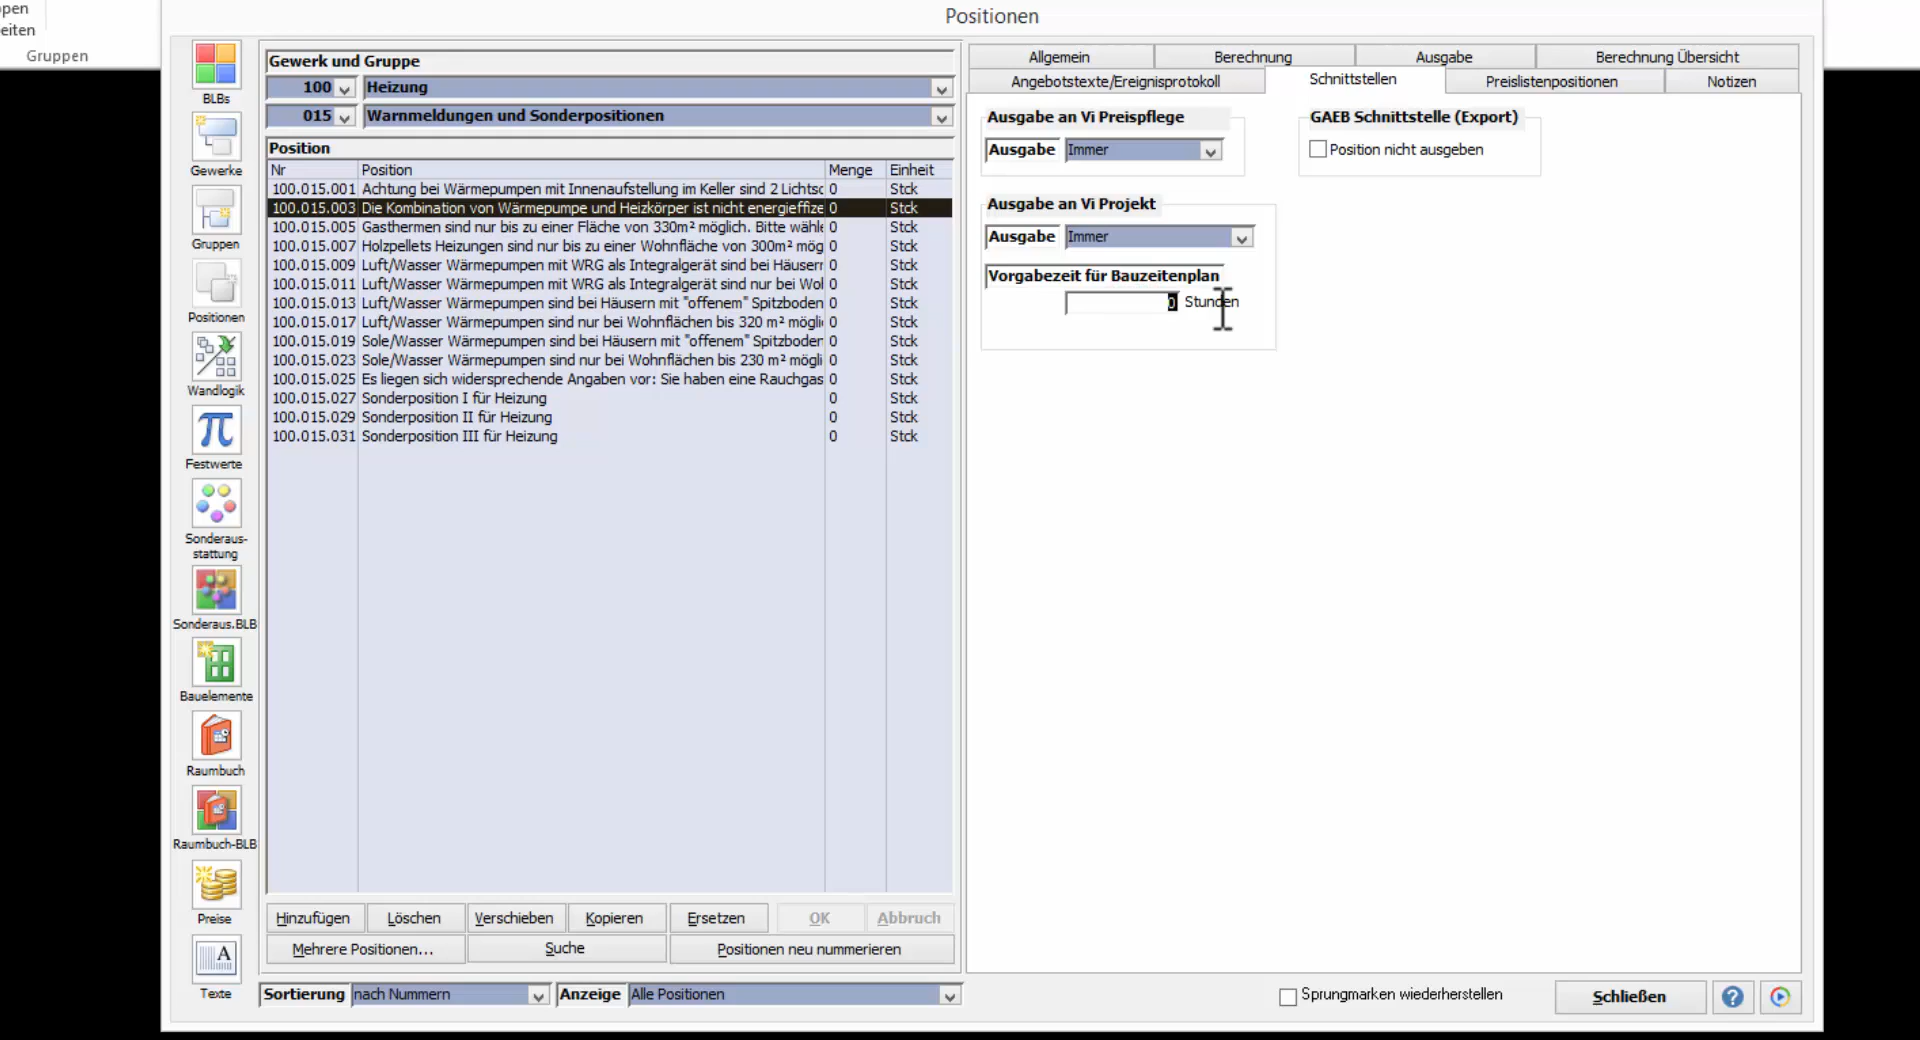 Positionen
eiten
Gruppen
BLBs
Gewerke
Gruppen
Positionen
Wandlogik
Festwerte
Sonderaus-
stattung
Sonderaus.BLB
Bauelemente
Raumbuch
Raumbuch-BLB
Preise
Texte
Gewerk und Gruppe
100 Heizung
015 Warnmeldungen und Sonderpositionen
Position
Nr Position Menge Einheit
100.015.001 Achtung bei Wärmepumpen mit Innenaufstellung im Keller sind 2 Lichtsc 0 Stck
100.015.003 Die Kombination von Wärmepumpe und Heizkörper ist nicht energieffize 0 Stck
100.015.005 Gasthermen sind nur bis zu einer Fläche von 330m² möglich. Bitte wähle 0 Stck
100.015.007 Holzpellets Heizungen sind nur bis zu einer Wohnfläche von 300m² mög 0 Stck
100.015.009 Luft/Wasser Wärmepumpen mit WRG als Integralgerät sind bei Häusern 0 Stck
100.015.011 Luft/Wasser Wärmepumpen mit WRG als Integralgerät sind nur bei Wol 0 Stck
100.015.013 Luft/Wasser Wärmepumpen sind bei Häusern mit "offenem" Spitzboden 0 Stck
100.015.017 Luft/Wasser Wärmepumpen sind nur bei Wohnflächen bis 320 m² mögli 0 Stck
100.015.019 Sole/Wasser Wärmepumpen sind bei Häusern mit "offenem" Spitzboden 0 Stck
100.015.023 Sole/Wasser Wärmepumpen sind nur bei Wohnflächen bis 230 m² mögli 0 Stck
100.015.025 Es liegen sich widersprechende Angaben vor: Sie haben eine Rauchgas 0 Stck
100.015.027 Sonderposition I für Heizung 0 Stck
100.015.029 Sonderposition II für Heizung 0 Stck
100.015.031 Sonderposition III für Heizung 0 Stck
Hinzufügen Löschen Verschieben Kopieren Ersetzen OK Abbruch
Mehrere Positionen... Suche Positionen neu nummerieren
Sortierung nach Nummern Anzeige Alle Positionen
Allgemein Berechnung Ausgabe Berechnung Übersicht
Angebotstexte/Ereignisprotokoll Schnittstellen Preislistenpositionen Notizen
Ausgabe an Vi Preispflege
Ausgabe Immer
GAEB Schnittstelle (Export)
Position nicht ausgeben
Ausgabe an Vi Projekt
Ausgabe Immer
Vorgabezeit für Bauzeitenplan
0 Stunden
Sprungmarken wiederherstellen Schließen ?